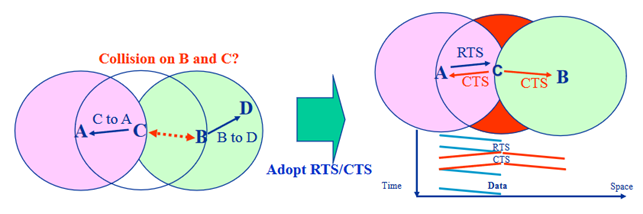 Collision on B and C?
A
C to A
C
B
D
B to D
Adopt RTS/CTS
RTS
A
C
B
CTS
CTS
RTS
CTS
Time
Data
Space